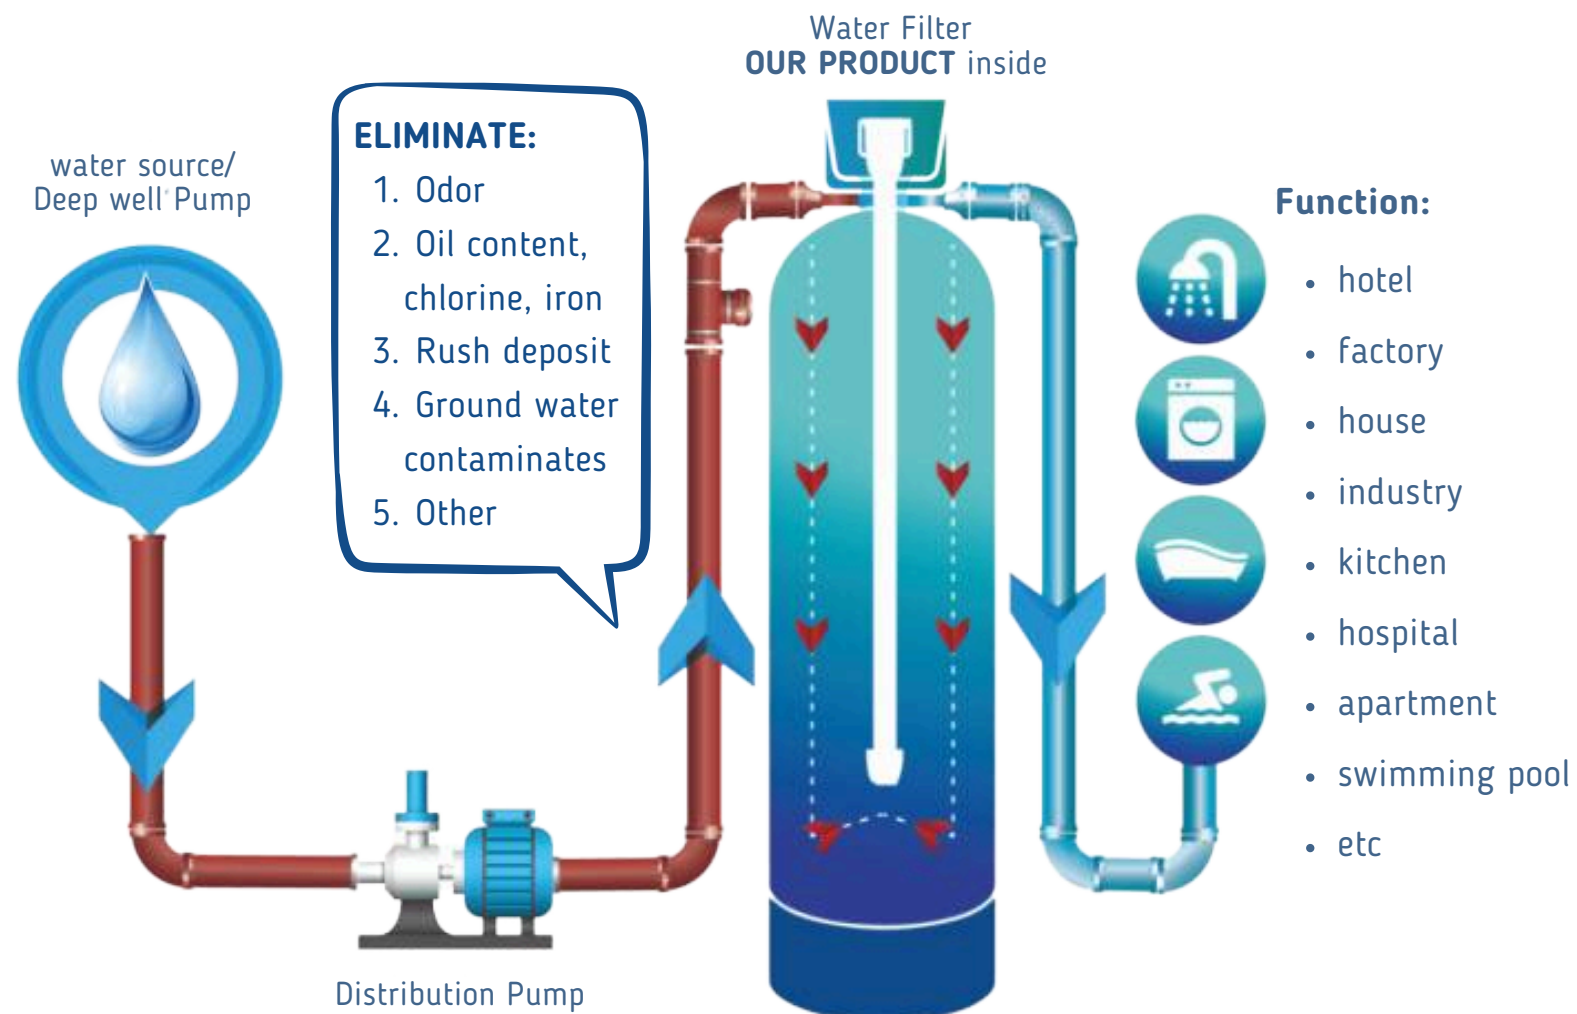 Water Filter
OUR PRODUCT inside
water source/
Deep well Pump
ELIMINATE:
1. Odor
2. Oil content,
chlorine, iron
3. Rush deposit
4. Ground water
contaminates
5. Other
Distribution Pump
Function:
• hotel
• factory
• house
• industry
• kitchen
• hospital
• apartment
• swimming pool
• etc